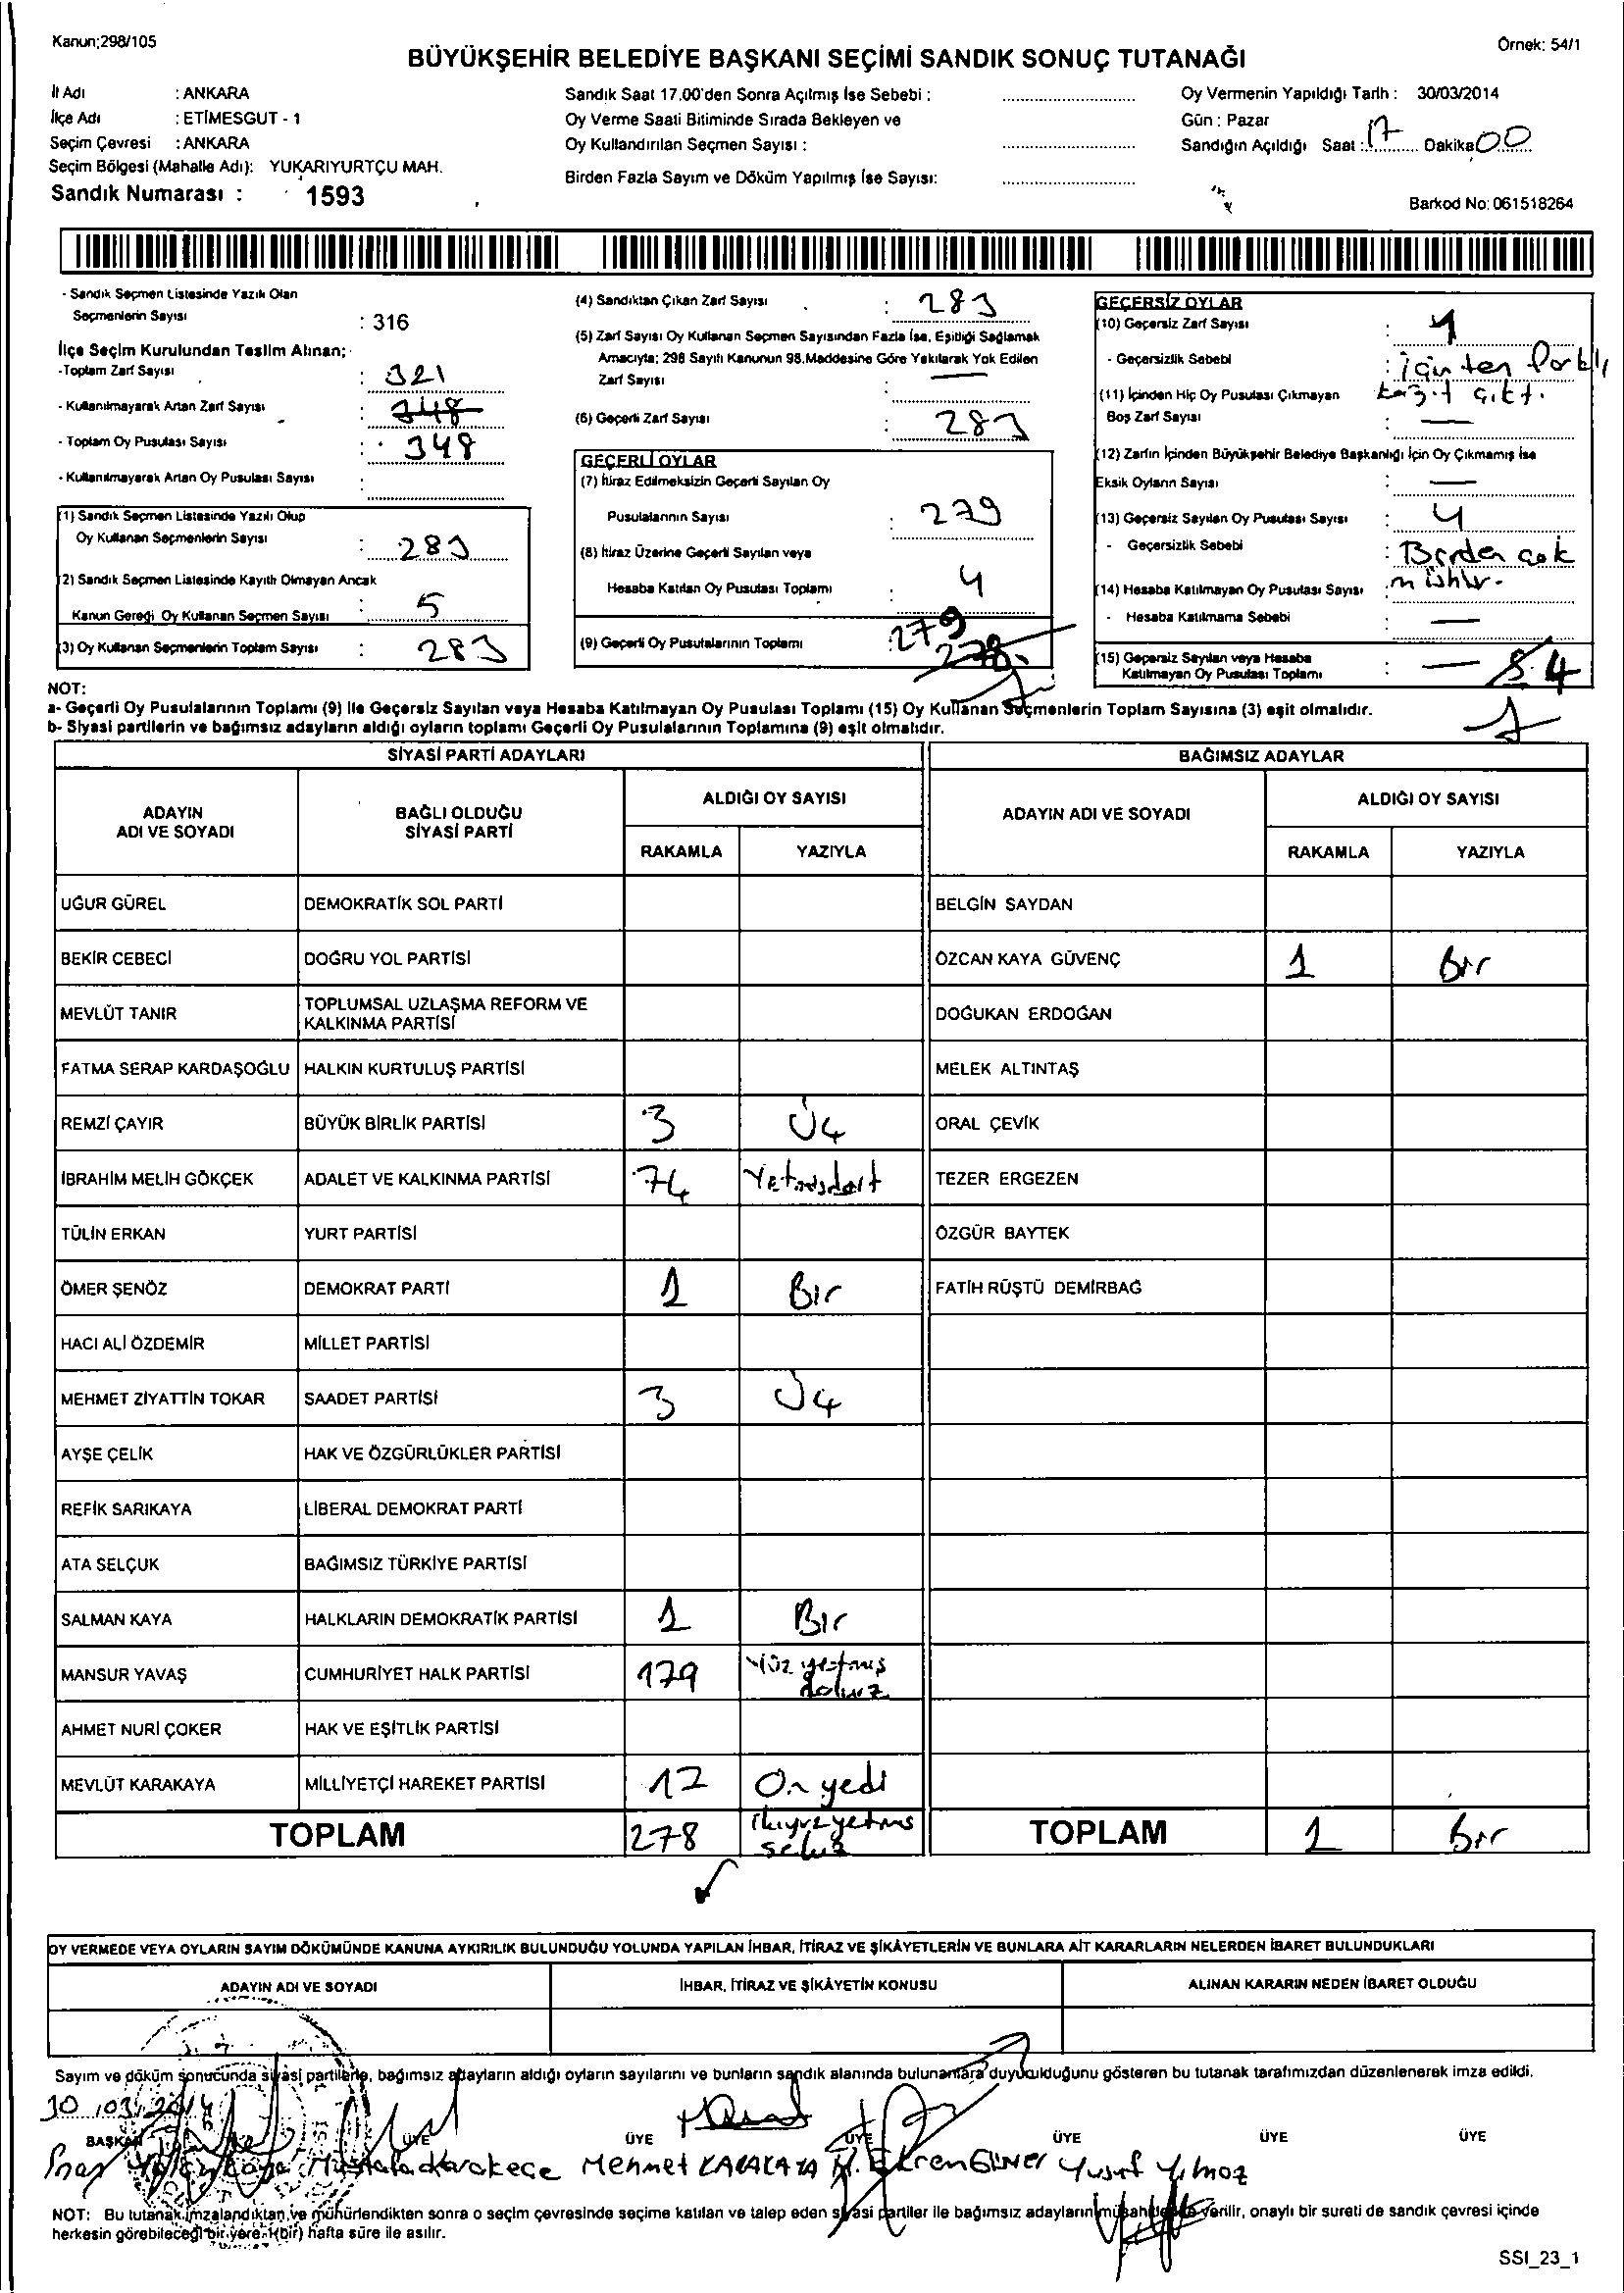 Kanun;298/105
Örnek: 54/1
BÜYÜKŞEHİR BELEDİYE BAŞKANI SEÇİMİ SANDIK SONUÇ TUTANAĞI
İl Adı : ANKARA
İlçe Adı : ETİMESGUT - 1
Seçim Çevresi : ANKARA
Seçim Bölgesi (Mahalle Adı): YUKARIYURTÇU MAH.
Sandık Numarası : 1593
Sandık Saat 17.00'den Sonra Açılmış İse Sebebi :
Oy Verme Saati Bitiminde Sırada Bekleyen ve
Oy Kullandırılan Seçmen Sayısı :
Birden Fazla Sayım ve Döküm Yapılmış İse Sayısı:
Oy Vermenin Yapıldığı Tarih : 30/03/2014
Gün : Pazar
Sandığın Açıldığı Saat : 17 Dakika 00
Barkod No: 061518264
- Sandık Seçmen Listesinde Yazılı Olan
Seçmenlerin Sayısı : 316
İlçe Seçim Kurulundan Teslim Alınan;
-Toplam Zarf Sayısı : 321
- Kullanılmayarak Artan Zarf Sayısı : 348
- Toplam Oy Pusulası Sayısı : 348
- Kullanılmayarak Artan Oy Pusulası Sayısı :
(1) Sandık Seçmen Listesinde Yazılı Olup
Oy Kullanan Seçmenlerin Sayısı : 283
(2) Sandık Seçmen Listesinde Kayıtlı Olmayan Ancak
Kanun Gereği Oy Kullanan Seçmen Sayısı : 5
(3) Oy Kullanan Seçmenlerin Toplam Sayısı : 283
(4) Sandıktan Çıkan Zarf Sayısı : 283
(5) Zarf Sayısı Oy Kullanan Seçmen Sayısından Fazla İse, Eşitliği Sağlamak
Amacıyla; 298 Sayılı Kanunun 98.Maddesine Göre Yakılarak Yok Edilen
Zarf Sayısı : —
(6) Geçerli Zarf Sayısı : 283
GEÇERLİ OYLAR
(7) İtiraz Edilmeksizin Geçerli Sayılan Oy
Pusulalarının Sayısı : 279
(8) İtiraz Üzerine Geçerli Sayılan veya
Hesaba Katılan Oy Pusulası Toplamı : 4
(9) Geçerli Oy Pusulalarının Toplamı : 279 278
GEÇERSİZ OYLAR
(10) Geçersiz Zarf Sayısı : 1
- Geçersizlik Sebebi : içinten farklı
kağıt çıktı.
(11) İçinden Hiç Oy Pusulası Çıkmayan
Boş Zarf Sayısı : —
(12) Zarfın İçinden Büyükşehir Belediye Başkanlığı İçin Oy Çıkmamış İse
Eksik Oyların Sayısı : —
(13) Geçersiz Sayılan Oy Pusulası Sayısı : 4
- Geçersizlik Sebebi : Birden çok
mühür.
(14) Hesaba Katılmayan Oy Pusulası Sayısı :
- Hesaba Katılmama Sebebi : —
(15) Geçersiz Sayılan veya Hesaba
Katılmayan Oy Pusulası Toplamı : — 5 4
NOT:
a- Geçerli Oy Pusulalarının Toplamı (9) ile Geçersiz Sayılan veya Hesaba Katılmayan Oy Pusulası Toplamı (15) Oy Kullanan Seçmenlerin Toplam Sayısına (3) eşit olmalıdır.
b- Siyasi partilerin ve bağımsız adayların aldığı oyların toplamı Geçerli Oy Pusulalarının Toplamına (9) eşit olmalıdır.
SİYASİ PARTİ ADAYLARI
BAĞIMSIZ ADAYLAR
ADAYIN ADI VE SOYADI
BAĞLI OLDUĞU SİYASİ PARTİ
ALDIĞI OY SAYISI
RAKAMLA YAZIYLA
ADAYIN ADI VE SOYADI
ALDIĞI OY SAYISI
RAKAMLA YAZIYLA
UĞUR GÜREL DEMOKRATİK SOL PARTİ BELGİN SAYDAN
BEKİR CEBECİ DOĞRU YOL PARTİSİ ÖZCAN KAYA GÜVENÇ 1 Bir
MEVLÜT TANIR TOPLUMSAL UZLAŞMA REFORM VE KALKINMA PARTİSİ DOĞUKAN ERDOĞAN
FATMA SERAP KARDAŞOĞLU HALKIN KURTULUŞ PARTİSİ MELEK ALTINTAŞ
REMZİ ÇAYIR BÜYÜK BİRLİK PARTİSİ 3 Üç ORAL ÇEVİK
İBRAHİM MELİH GÖKÇEK ADALET VE KALKINMA PARTİSİ 74 Yetmişdört TEZER ERGEZEN
TÜLİN ERKAN YURT PARTİSİ ÖZGÜR BAYTEK
ÖMER ŞENÖZ DEMOKRAT PARTİ 1 Bir FATİH RÜŞTÜ DEMİRBAĞ
HACI ALİ ÖZDEMİR MİLLET PARTİSİ
MEHMET ZİYATTİN TOKAR SAADET PARTİSİ 3 Üç
AYŞE ÇELİK HAK VE ÖZGÜRLÜKLER PARTİSİ
REFİK SARIKAYA LİBERAL DEMOKRAT PARTİ
ATA SELÇUK BAĞIMSIZ TÜRKİYE PARTİSİ
SALMAN KAYA HALKLARIN DEMOKRATİK PARTİSİ 1 Bir
MANSUR YAVAŞ CUMHURİYET HALK PARTİSİ 179 Yüz yetmiş dokuz
AHMET NURİ ÇOKER HAK VE EŞİTLİK PARTİSİ
MEVLÜT KARAKAYA MİLLİYETÇİ HAREKET PARTİSİ 17 On yedi
TOPLAM 278 ikiyüzyetmiş sekiz TOPLAM 1 Bir
OY VERMEDE VEYA OYLARIN SAYIM DÖKÜMÜNDE KANUNA AYKIRILIK BULUNDUĞU YOLUNDA YAPILAN İHBAR, İTİRAZ VE ŞİKÂYETLERİN VE BUNLARA AİT KARARLARIN NELERDEN İBARET BULUNDUKLARI
ADAYIN ADI VE SOYADI İHBAR, İTİRAZ VE ŞİKÂYETİN KONUSU ALINAN KARARIN NEDEN İBARET OLDUĞU
Sayım ve döküm sonucunda siyasi partilerle, bağımsız adayların aldığı oyların sayılarını ve bunların sandık alanında bulunanlara duyurulduğunu gösteren bu tutanak tarafımızdan düzenlenerek imza edildi.
30.03.2014
BAŞKAN ÜYE ÜYE ÜYE ÜYE ÜYE ÜYE
Mustafa Karakeçe Mehmet KARAKAYA M. Ekrem Güner Yusuf Yılmaz
NOT: Bu tutanak imzalandıktan ve mühürlendikten sonra o seçim çevresinde seçime katılan ve talep eden siyasi partiler ile bağımsız adayların müşahitlerine verilir, onaylı bir sureti de sandık çevresi içinde
herkesin görebileceği bir yere 1(bir) hafta süre ile asılır.
SSI_23_1